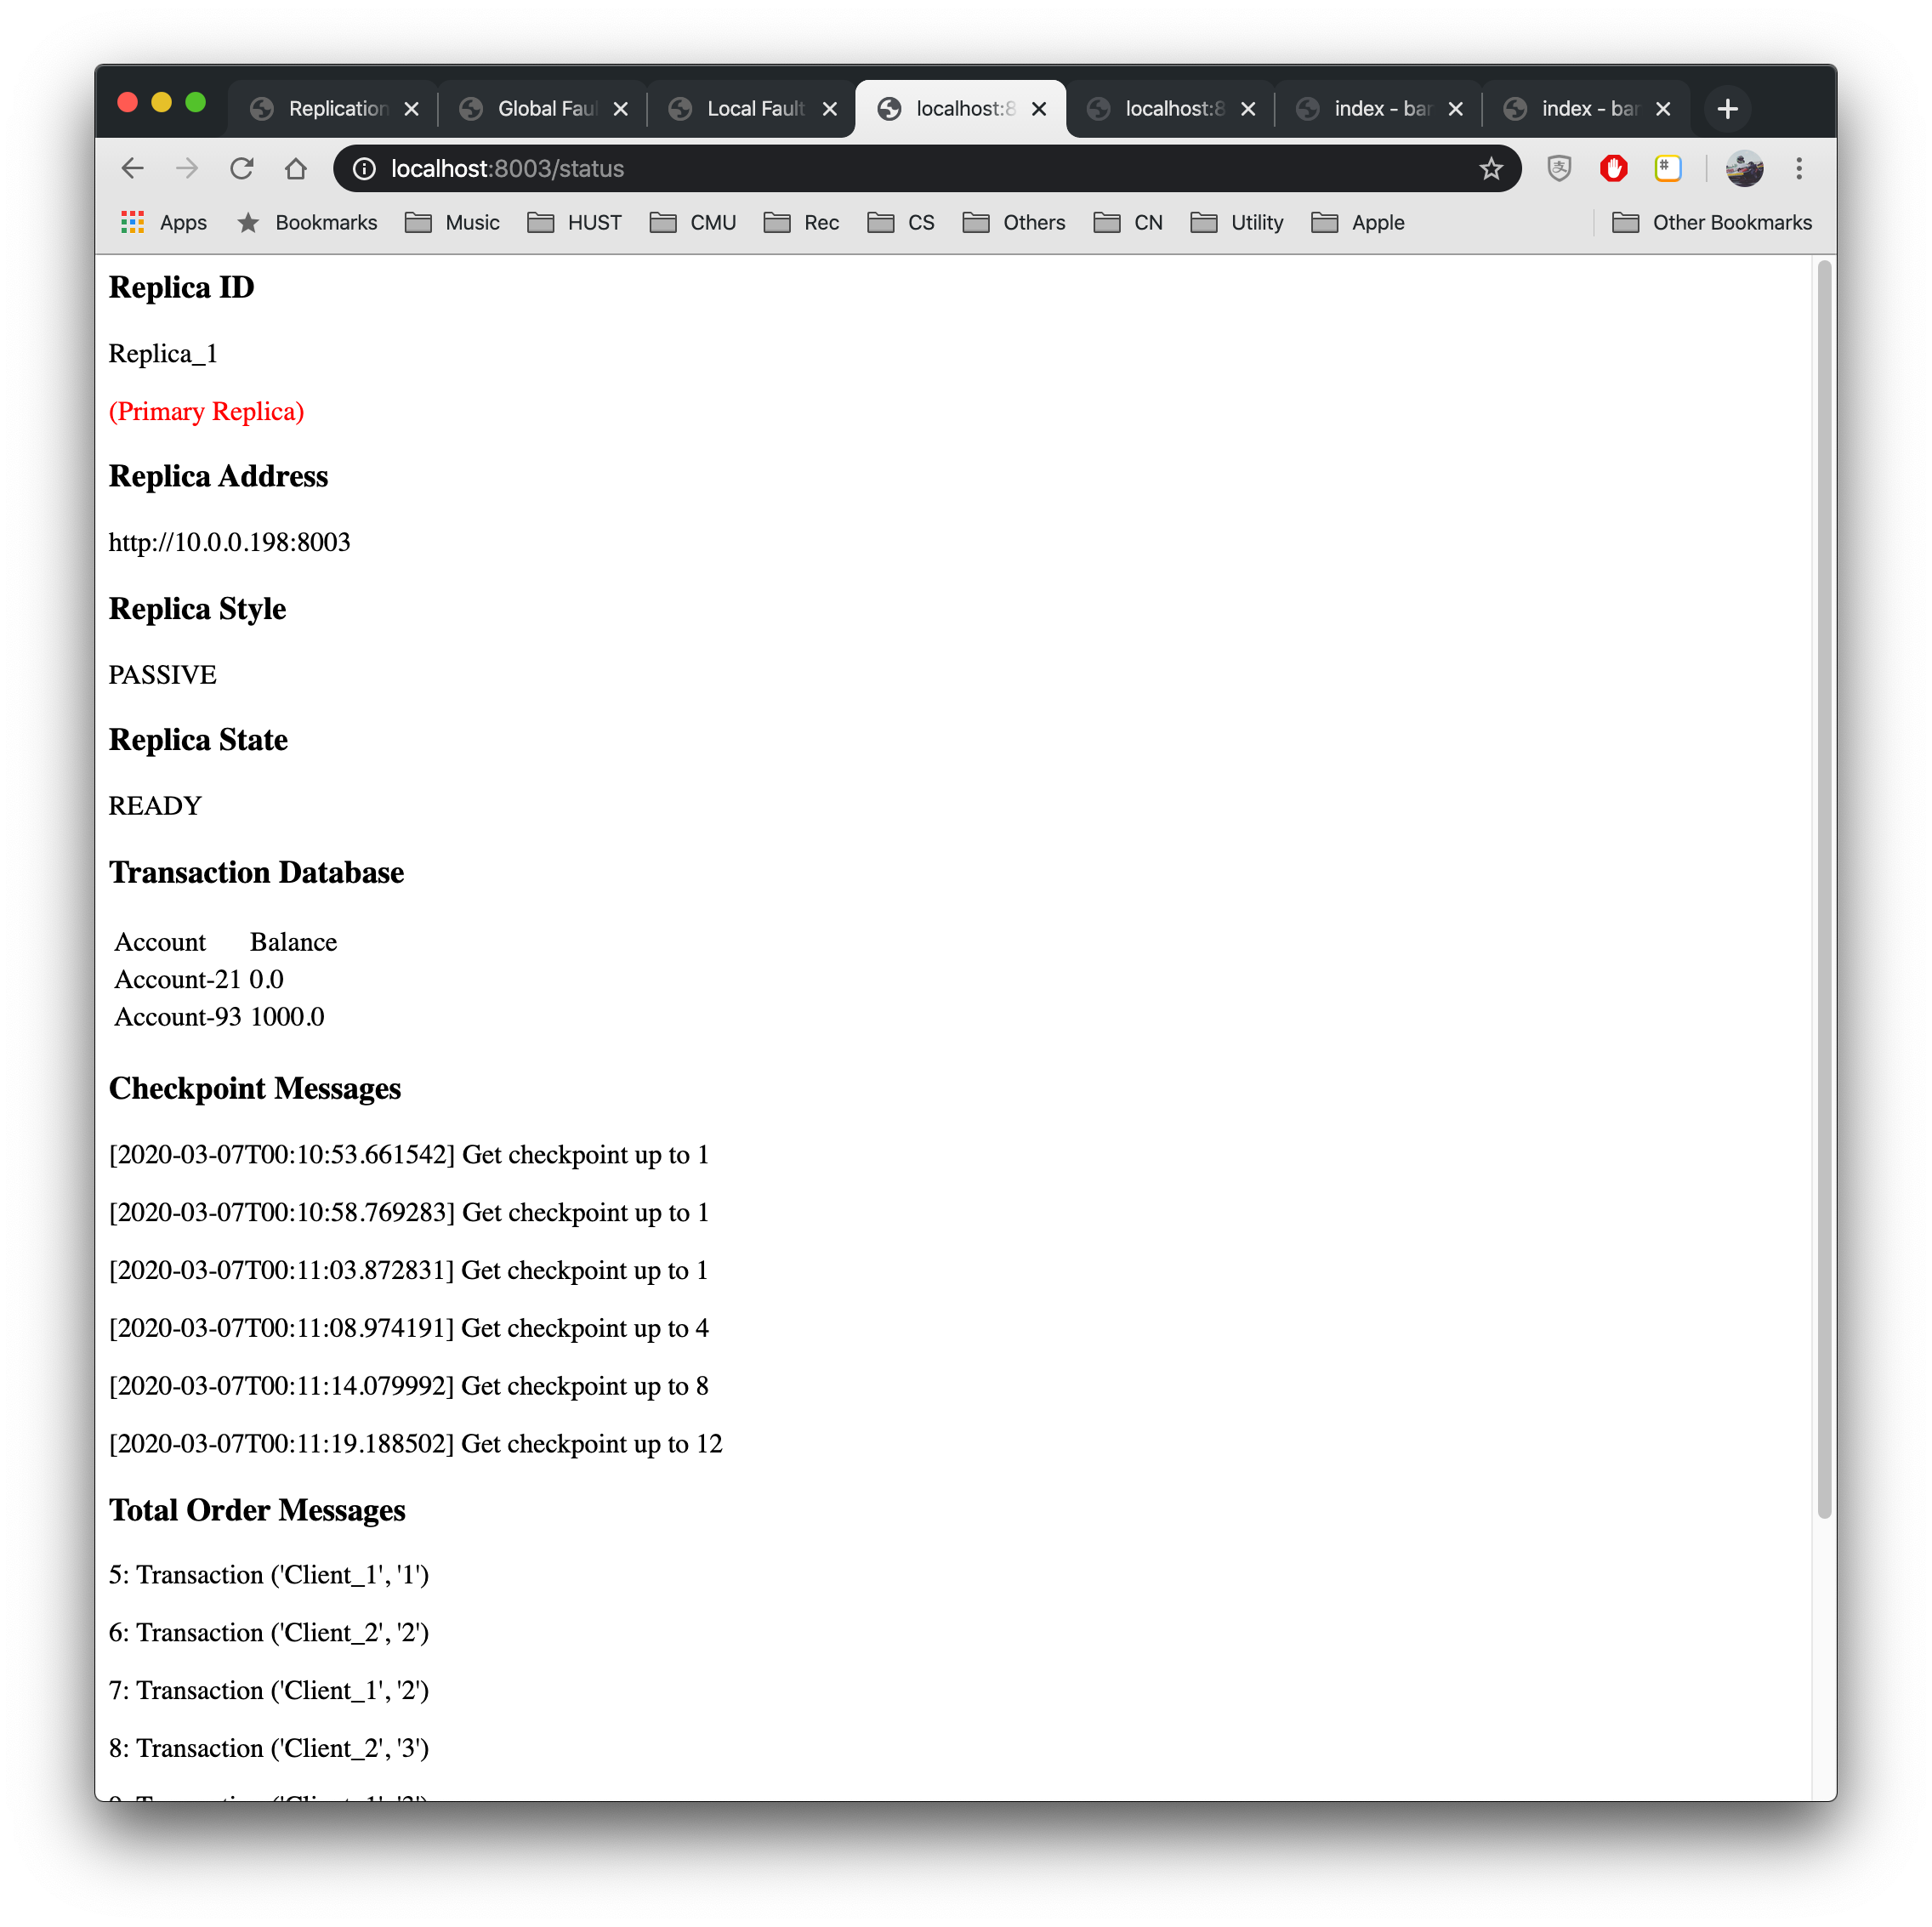 Replication
Global Faul
Local Fault
localhost:8
localhost:8
index - bar
index - bar
localhost:8003/status
支
#
Apps
Bookmarks
Music
HUST
CMU
Rec
CS
Others
CN
Utility
Apple
Other Bookmarks
Replica ID
Replica_1
(Primary Replica)
Replica Address
http://10.0.0.198:8003
Replica Style
PASSIVE
Replica State
READY
Transaction Database
Account Balance
Account-21 0.0
Account-93 1000.0
Checkpoint Messages
[2020-03-07T00:10:53.661542] Get checkpoint up to 1
[2020-03-07T00:10:58.769283] Get checkpoint up to 1
[2020-03-07T00:11:03.872831] Get checkpoint up to 1
[2020-03-07T00:11:08.974191] Get checkpoint up to 4
[2020-03-07T00:11:14.079992] Get checkpoint up to 8
[2020-03-07T00:11:19.188502] Get checkpoint up to 12
Total Order Messages
5: Transaction ('Client_1', '1')
6: Transaction ('Client_2', '2')
7: Transaction ('Client_1', '2')
8: Transaction ('Client_2', '3')